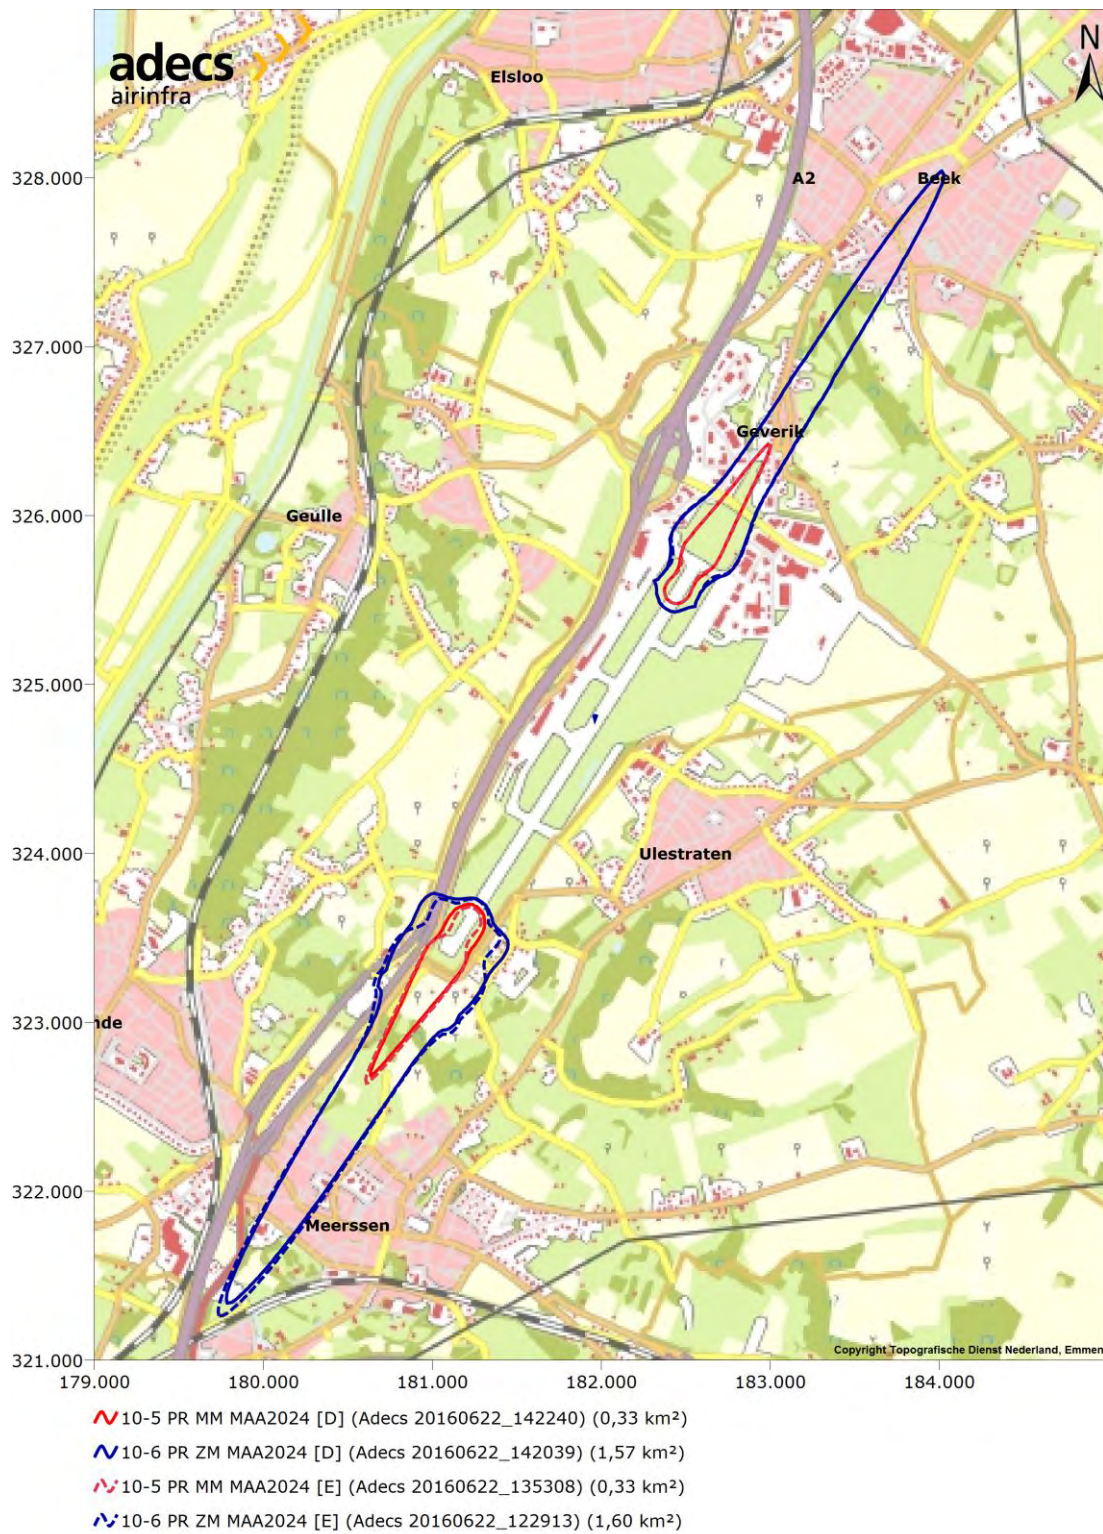 adecs
airinfra
N
Elsloo
328.000
A2
Beek
327.000
Geverik
326.000
Geulle
325.000
324.000
Ulestraten
323.000
nde
322.000
Meerssen
321.000
Copyright Topografische Dienst Nederland, Emmen
179.000 180.000 181.000 182.000 183.000 184.000
10-5 PR MM MAA2024 [D] (Adecs 20160622_142240) (0,33 km²)
10-6 PR ZM MAA2024 [D] (Adecs 20160622_142039) (1,57 km²)
10-5 PR MM MAA2024 [E] (Adecs 20160622_135308) (0,33 km²)
10-6 PR ZM MAA2024 [E] (Adecs 20160622_122913) (1,60 km²)